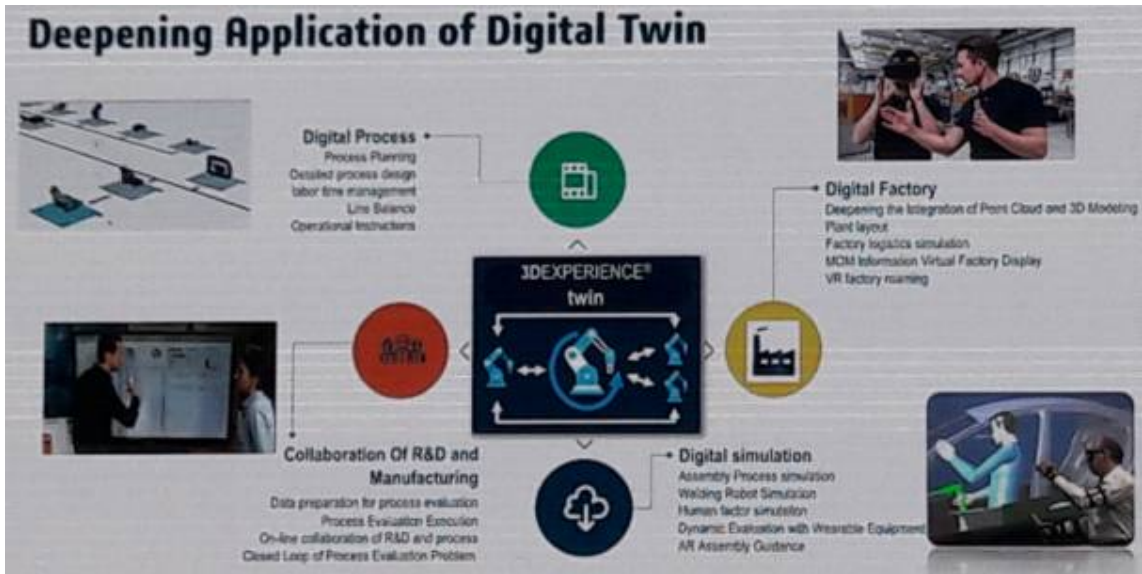 Deepening Application of Digital Twin
Digital Process
Process Planning
Detailed process design
labor time management
Line Balance
Operational Instructions
Digital Factory
Deepening the Integration of Point Cloud and 3D Modeling
Plant layout
Factory logistics simulation
MOM Information Virtual Factory Display
VR factory roaming
3DEXPERIENCE®
twin
Collaboration Of R&D and
Manufacturing
Data preparation for process evaluation
Process Evaluation Execution
On-line collaboration of R&D and process
Closed Loop of Process Evaluation Problem
Digital simulation
Assembly Process simulation
Welding Robot Simulation
Human factor simulation
Dynamic Evaluation with Wearable Equipment
AR Assembly Guidance